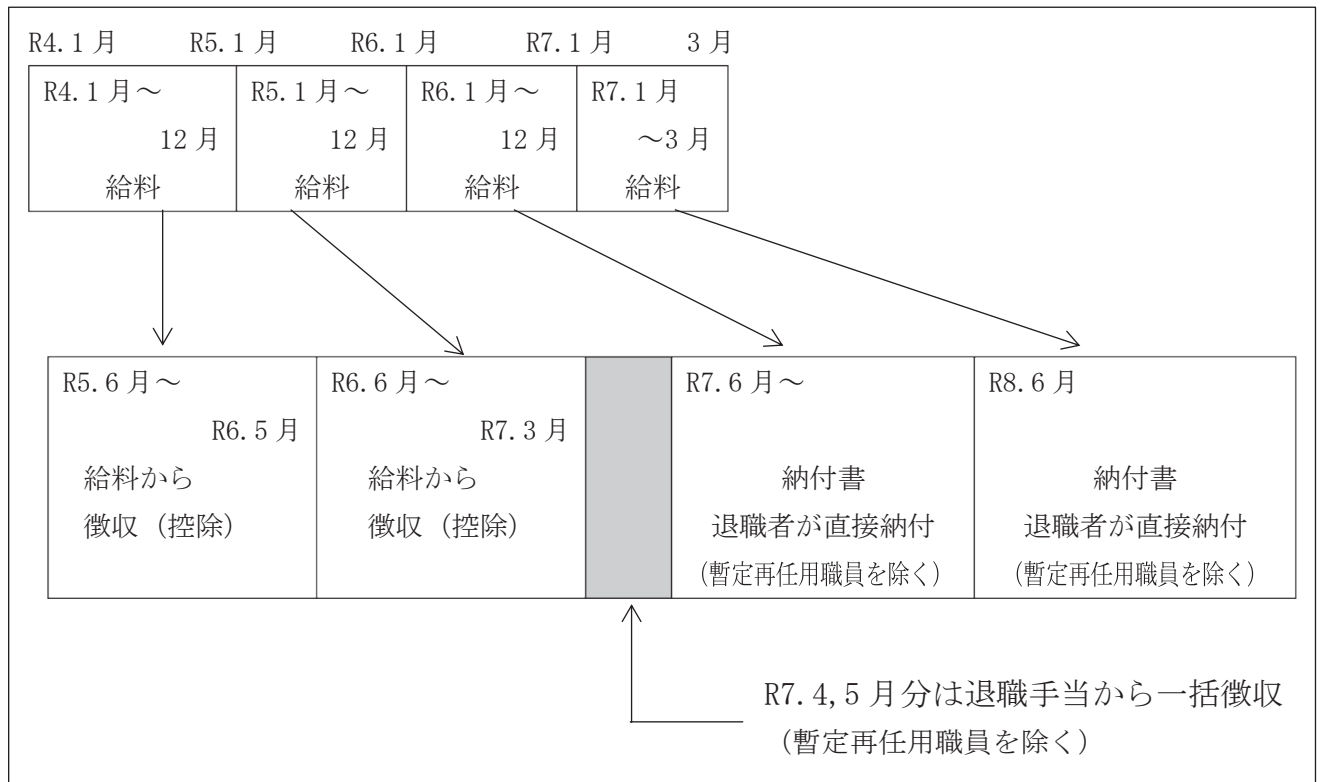 R4.1月 R5.1月 R6.1月 R7.1月 3月
R4.1月～
12月
給料
R5.1月～
12月
給料
R6.1月～
12月
給料
R7.1月
～3月
給料
R5.6月～
R6.5月
給料から
徴収（控除）
R6.6月～
R7.3月
給料から
徴収（控除）
R7.6月～
納付書
退職者が直接納付
（暫定再任用職員を除く）
R8.6月
納付書
退職者が直接納付
（暫定再任用職員を除く）
R7.4,5月分は退職手当から一括徴収
（暫定再任用職員を除く）